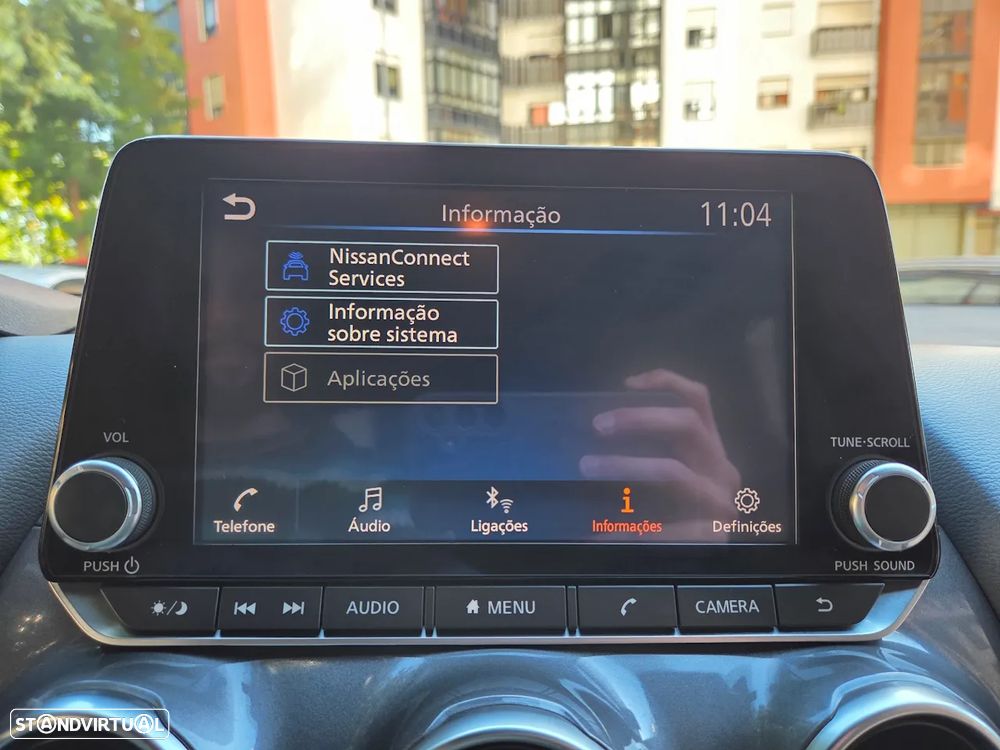 Informação
11:04
NissanConnect
Services
Informação
sobre sistema
Aplicações
VOL
TUNE·SCROLL
Telefone
Áudio
Ligações
Informações
Definições
PUSH
PUSH SOUND
AUDIO
MENU
CAMERA
STANDVIRTUAL